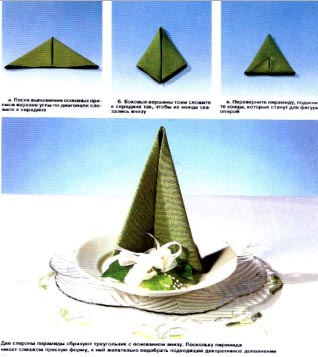 а. После выполнения основных пре-
лысов верхние углы по диагонали сло-
жите к середине
б. Боковые вершины тоже сложите
к середине так, чтобы их концы ока-
зались внизу
в. Переверните пирамиду, подогни-
те концы, которые станут для фигуры
опорой
Две стороны пирамиды образуют треугольник с основанием внизу. Поскольку пирамида
имеет слишком простую форму, к ней желательно подобрать подходящее декоративное дополнение